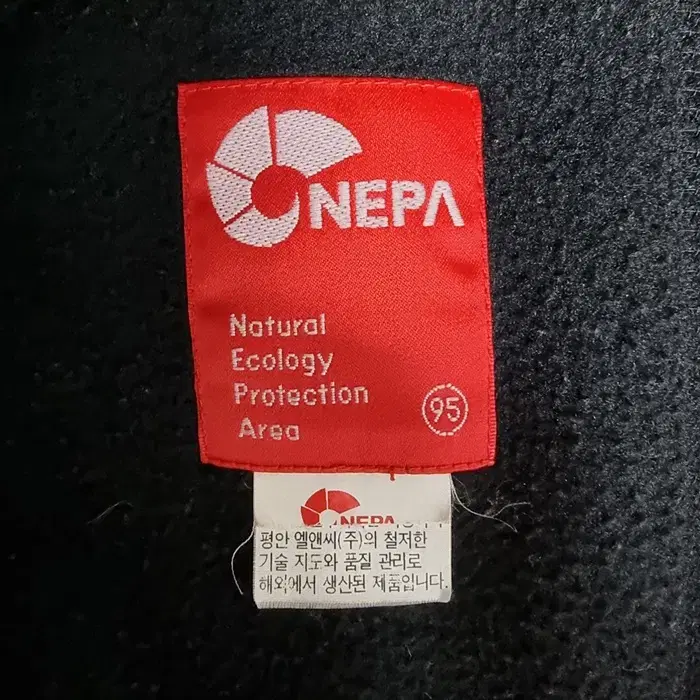 NEPA
Natural
Ecology
Protection
Area
95
NEPA
평안 엘앤씨(주)의 철저한
기술 지도와 품질 관리로
해외에서 생산된 제품입니다.